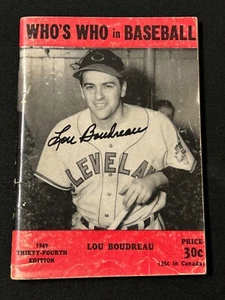 WHO'S WHO in BASEBALL
Lou Boudreau
CLEVELAND
1949
THIRTY-FOURTH
EDITION
LOU BOUDREAU
PRICE
30c
(35c in Canada)